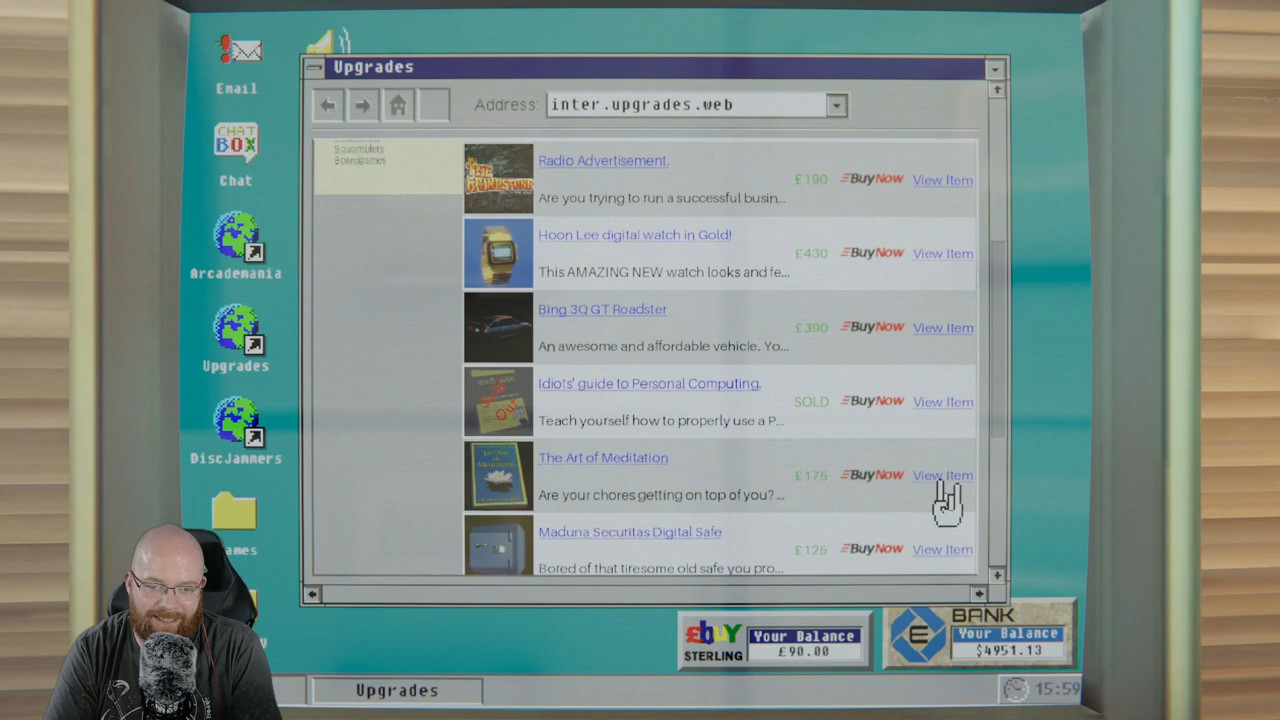 Email
CHAT
BOX
Chat
Arcademania
Upgrades
DiscJammers
Upgrades
Address:
inter.upgrades.web
Squomblets
Boardgames
Radio Advertisement.
Are you trying to run a successful busin...
£190
BuyNow
View Item
Hoon Lee digital watch in Gold!
This AMAZING NEW watch looks and fe...
£430
BuyNow
View Item
Bing 3Q GT Roadster
An awesome and affordable vehicle. Yo...
£390
BuyNow
View Item
Idiots' guide to Personal Computing.
Teach yourself how to properly use a P...
SOLD
BuyNow
View Item
The Art of Meditation
Are your chores getting on top of you? ...
£175
BuyNow
View Item
Maduna Securitas Digital Safe
Bored of that tiresome old safe you pro...
£125
BuyNow
View Item
ebuy
STERLING
Your Balance
£90.00
E
BANK
Your Balance
$4951.13
Upgrades
15:59